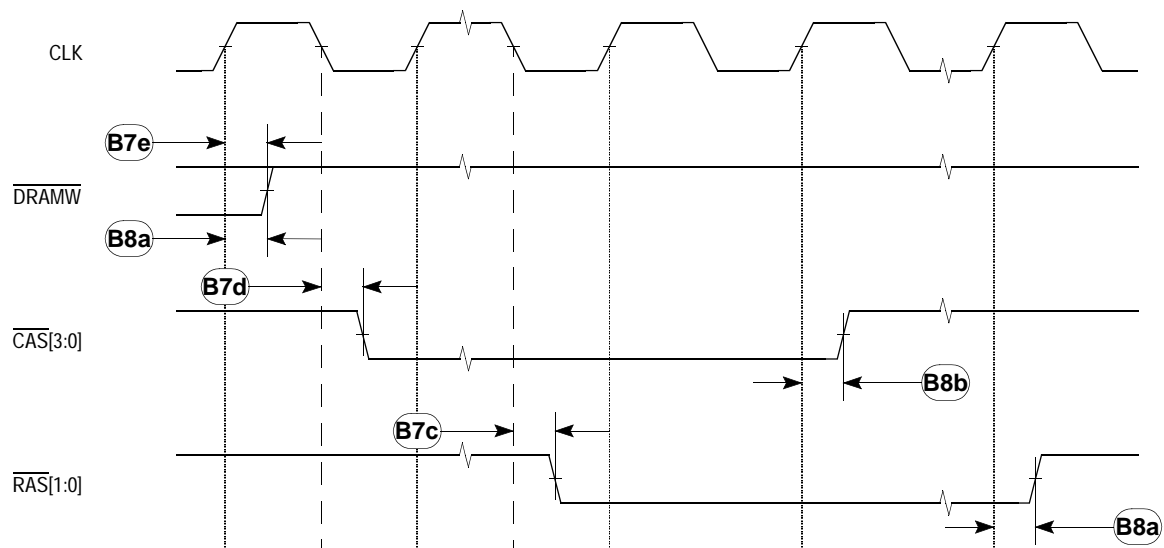 CLK
B7e
DRAMW
B8a
B7d
CAS[3:0]
B8b
B7c
RAS[1:0]
B8a